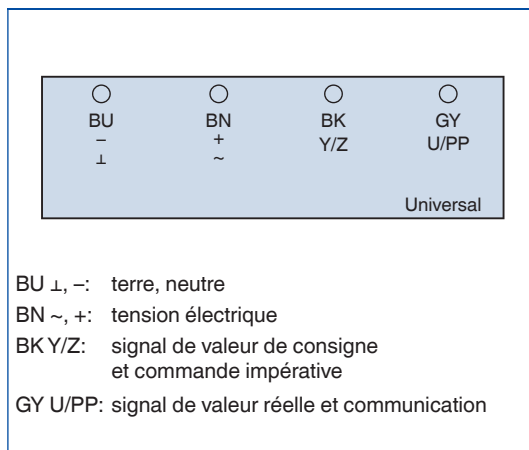 BU BN BK GY
– + Y/Z U/PP
⊥ ~
Universal
BU ⊥, –: terre, neutre
BN ~, +: tension électrique
BK Y/Z: signal de valeur de consigne
et commande impérative
GY U/PP: signal de valeur réelle et communication